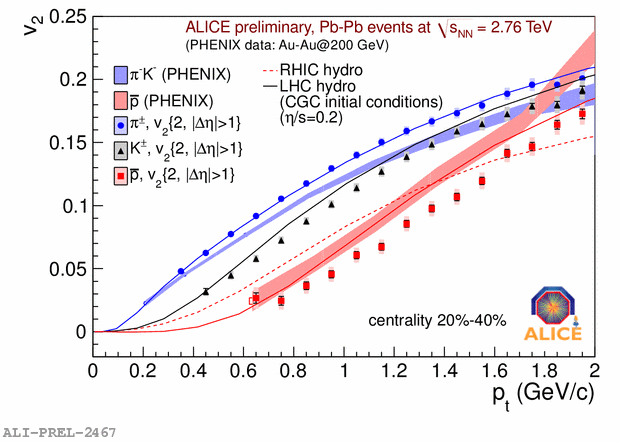 v2
ALICE preliminary, Pb-Pb events at √sNN = 2.76 TeV
(PHENIX data: Au-Au@200 GeV)
π-K- (PHENIX)
p̅ (PHENIX)
π±, v2{2, |Δη|>1}
K±, v2{2, |Δη|>1}
p̅, v2{2, |Δη|>1}
RHIC hydro
LHC hydro
(CGC initial conditions)
(η/s=0.2)
0.25
0.2
0.15
0.1
0.05
0
centrality 20%-40%
ALICE
0 0.2 0.4 0.6 0.8 1 1.2 1.4 1.6 1.8 2
pt (GeV/c)
ALI-PREL-2467